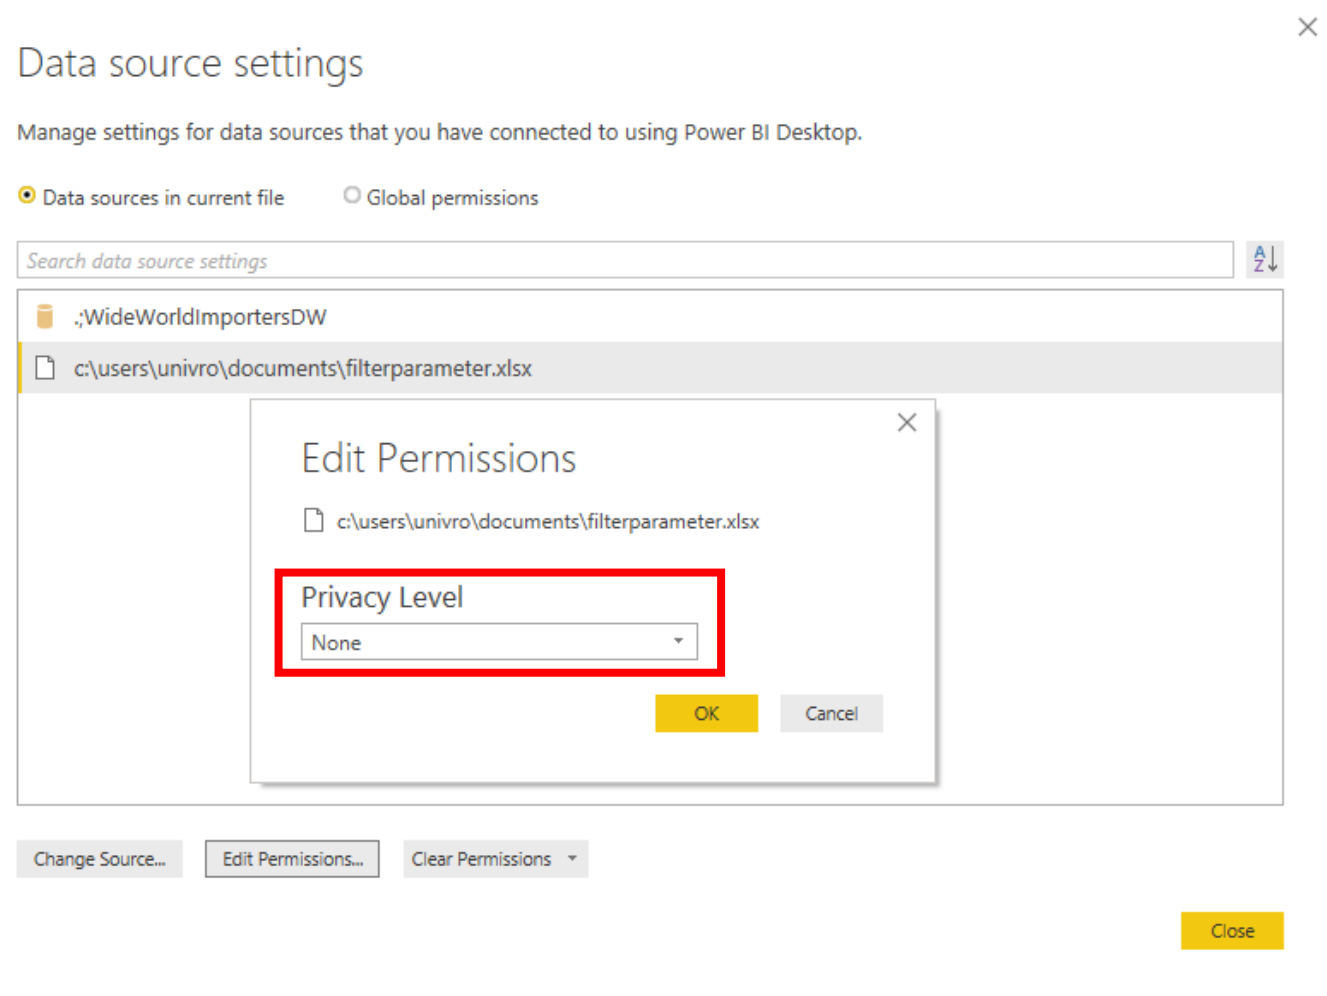 Data source settings
Manage settings for data sources that you have connected to using Power BI Desktop.
Data sources in current file Global permissions
Search data source settings
A
Z
.;WideWorldImportersDW
c:\users\univro\documents\filterparameter.xlsx
Edit Permissions
c:\users\univro\documents\filterparameter.xlsx
Privacy Level
None
OK Cancel
Change Source... Edit Permissions... Clear Permissions
Close